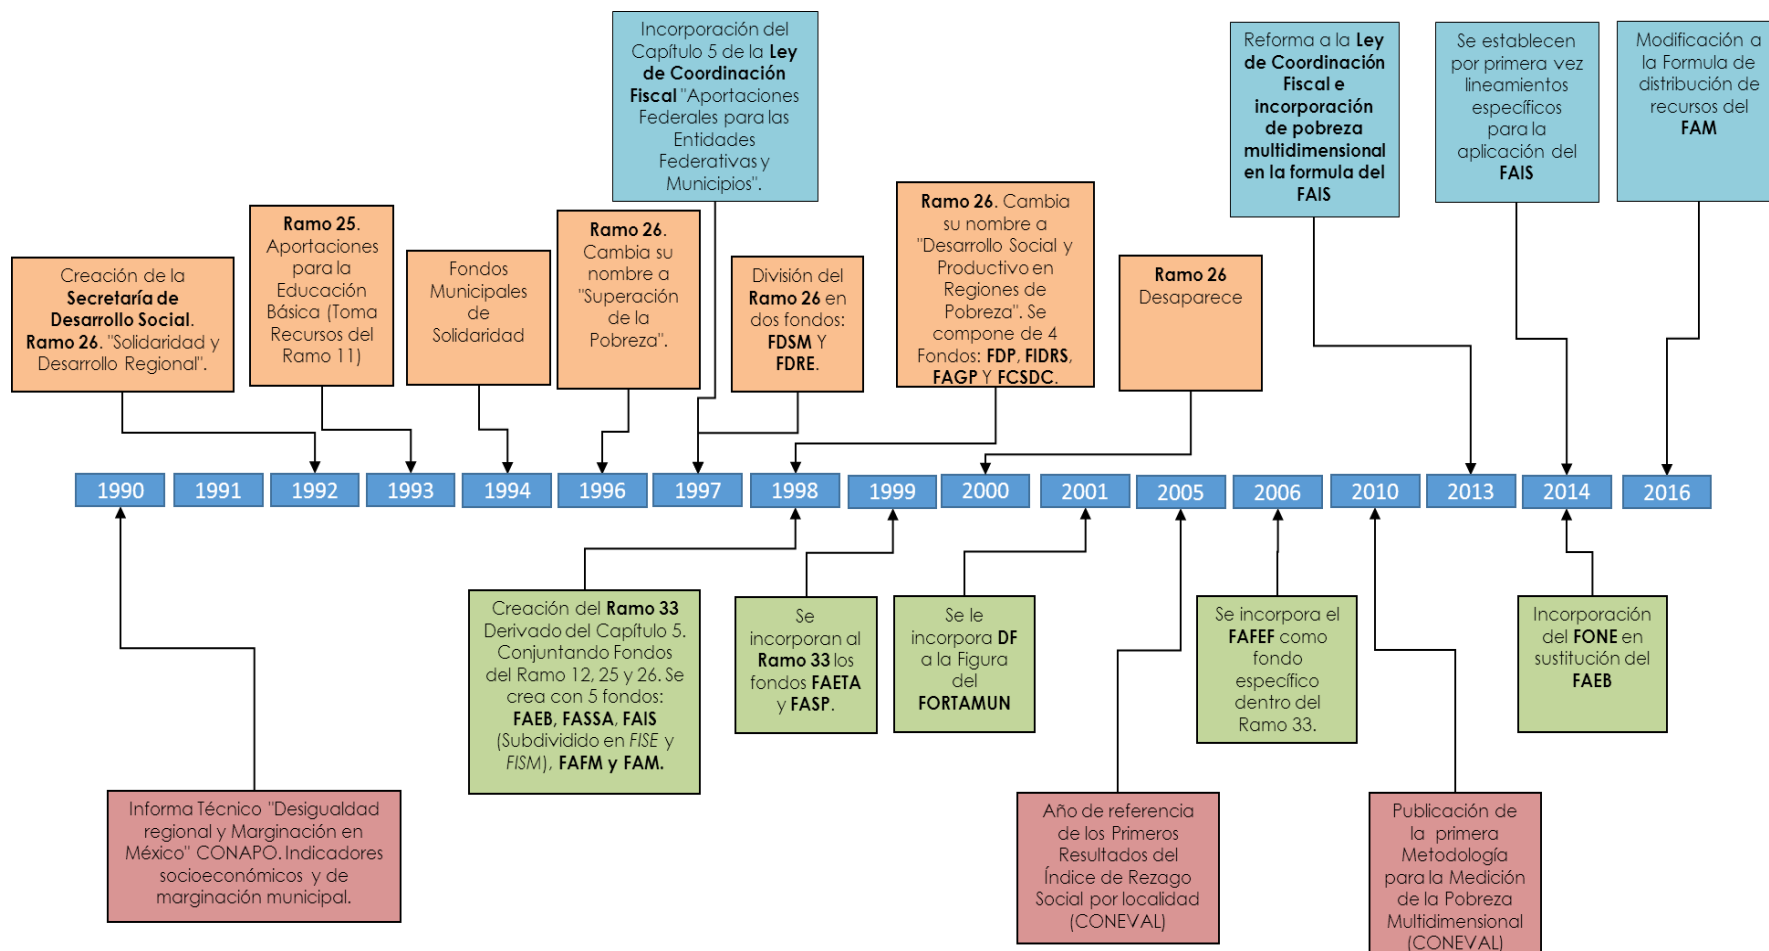 Incorporación del
Capítulo 5 de la Ley
de Coordinación
Fiscal "Aportaciones
Federales para las
Entidades
Federativas y
Municipios".
Reforma a la Ley
de Coordinación
Fiscal e
incorporación
de pobreza
multidimensional
en la formula del
FAIS
Se establecen
por primera vez
lineamientos
específicos
para la
aplicación del
FAIS
Modificación a
la Formula de
distribución de
recursos del
FAM
Creación de la
Secretaría de
Desarrollo Social.
Ramo 26. "Solidaridad y
Desarrollo Regional".
Ramo 25.
Aportaciones
para la
Educación
Básica (Toma
Recursos del
Ramo 11)
Fondos
Municipales
de
Solidaridad
Ramo 26.
Cambia su
nombre a
"Superación
de la
Pobreza".
División del
Ramo 26 en
dos fondos:
FDSM Y
FDRE.
Ramo 26. Cambia
su nombre a
"Desarrollo Social y
Productivo en
Regiones de
Pobreza". Se
compone de 4
Fondos: FDP, FIDRS,
FAGP Y FCSDC.
Ramo 26
Desaparece
1990
1991
1992
1993
1994
1996
1997
1998
1999
2000
2001
2005
2006
2010
2013
2014
2016
Creación del Ramo 33
Derivado del Capítulo 5.
Conjuntando Fondos
del Ramo 12, 25 y 26. Se
crea con 5 fondos:
FAEB, FASSA, FAIS
(Subdividido en FISE y
FISM), FAFM y FAM.
Se
incorporan al
Ramo 33 los
fondos FAETA
y FASP.
Se le
incorpora DF
a la Figura
del
FORTAMUN
Se incorpora el
FAFEF como
fondo
específico
dentro del
Ramo 33.
Incorporación
del FONE en
sustitución del
FAEB
Informa Técnico "Desigualdad
regional y Marginación en
México" CONAPO. Indicadores
socioeconómicos y de
marginación municipal.
Año de referencia
de los Primeros
Resultados del
Índice de Rezago
Social por localidad
(CONEVAL)
Publicación de
la primera
Metodología
para la Medición
de la Pobreza
Multidimensional
(CONEVAL)